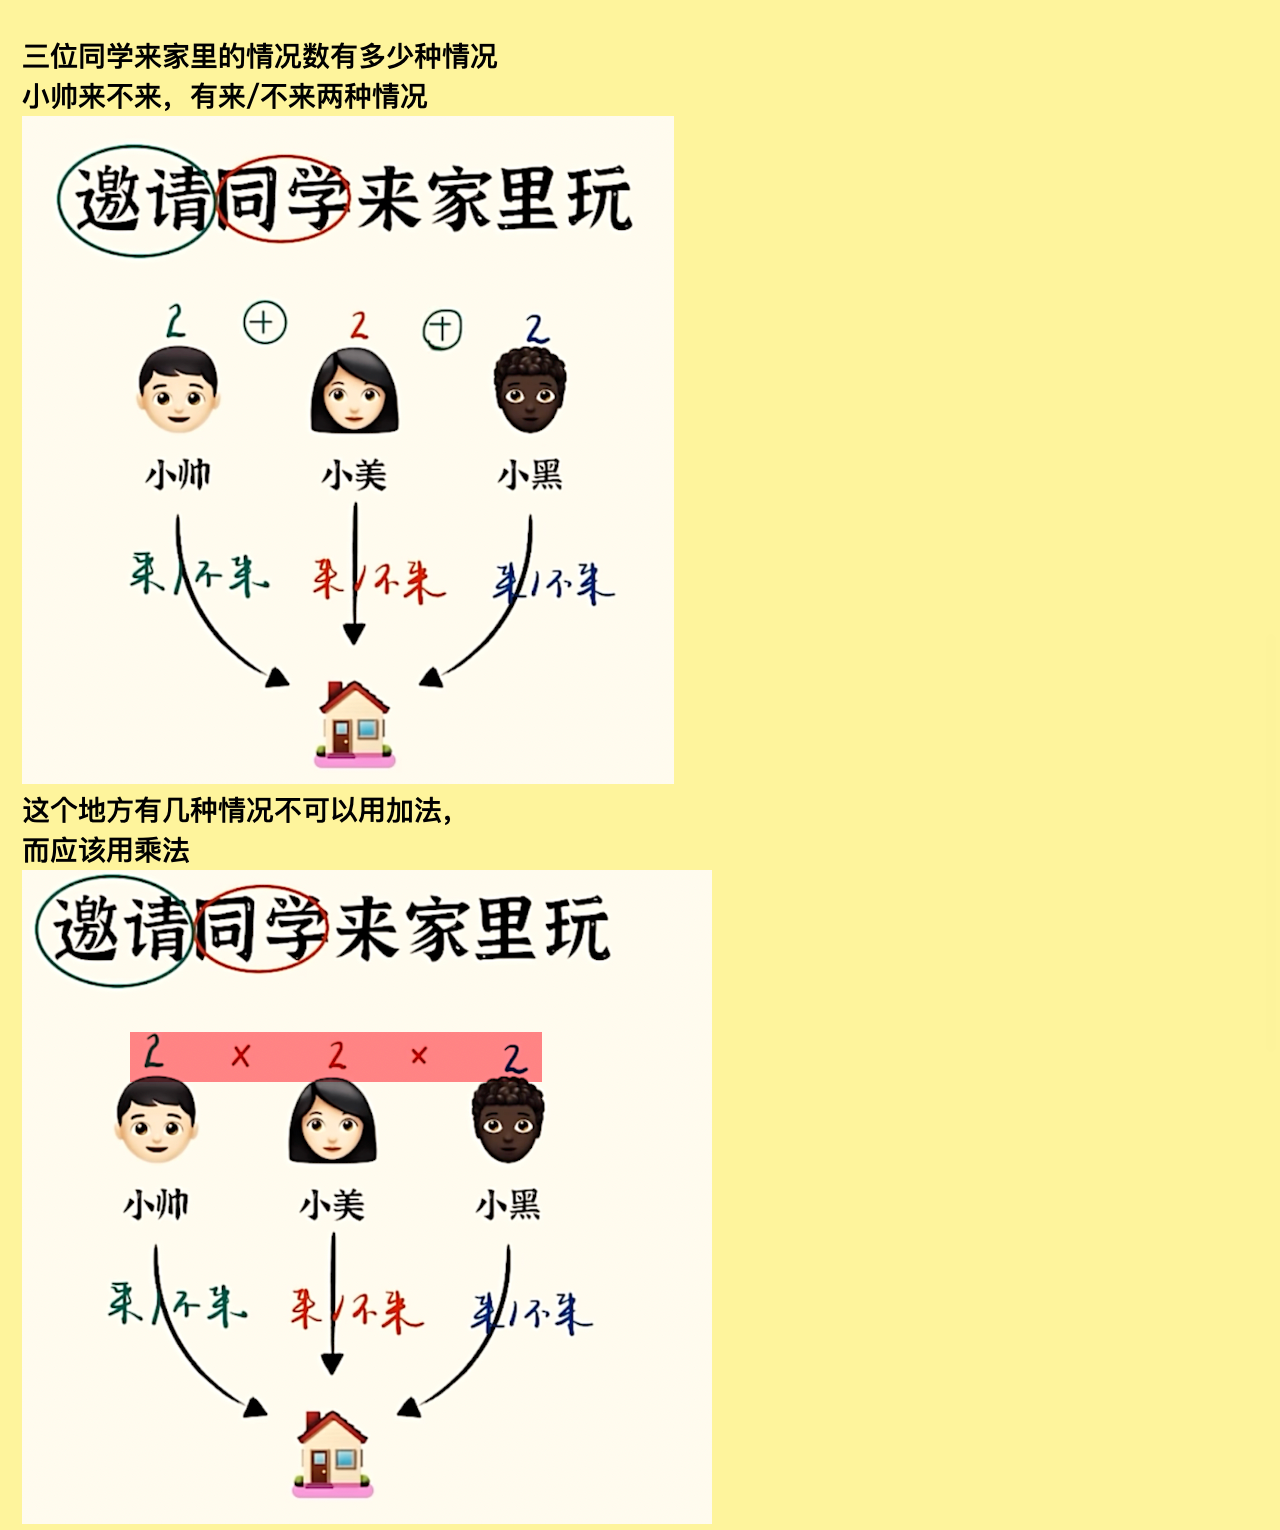 三位同学来家里的情况数有多少种情况
小帅来不来，有来/不来两种情况
邀请同学来家里玩
2 + 2 + 2
小帅 小美 小黑
来/不来 来/不来 来/不来
这个地方有几种情况不可以用加法，
而应该用乘法
邀请同学来家里玩
2 × 2 × 2
小帅 小美 小黑
来/不来 来/不来 来/不来